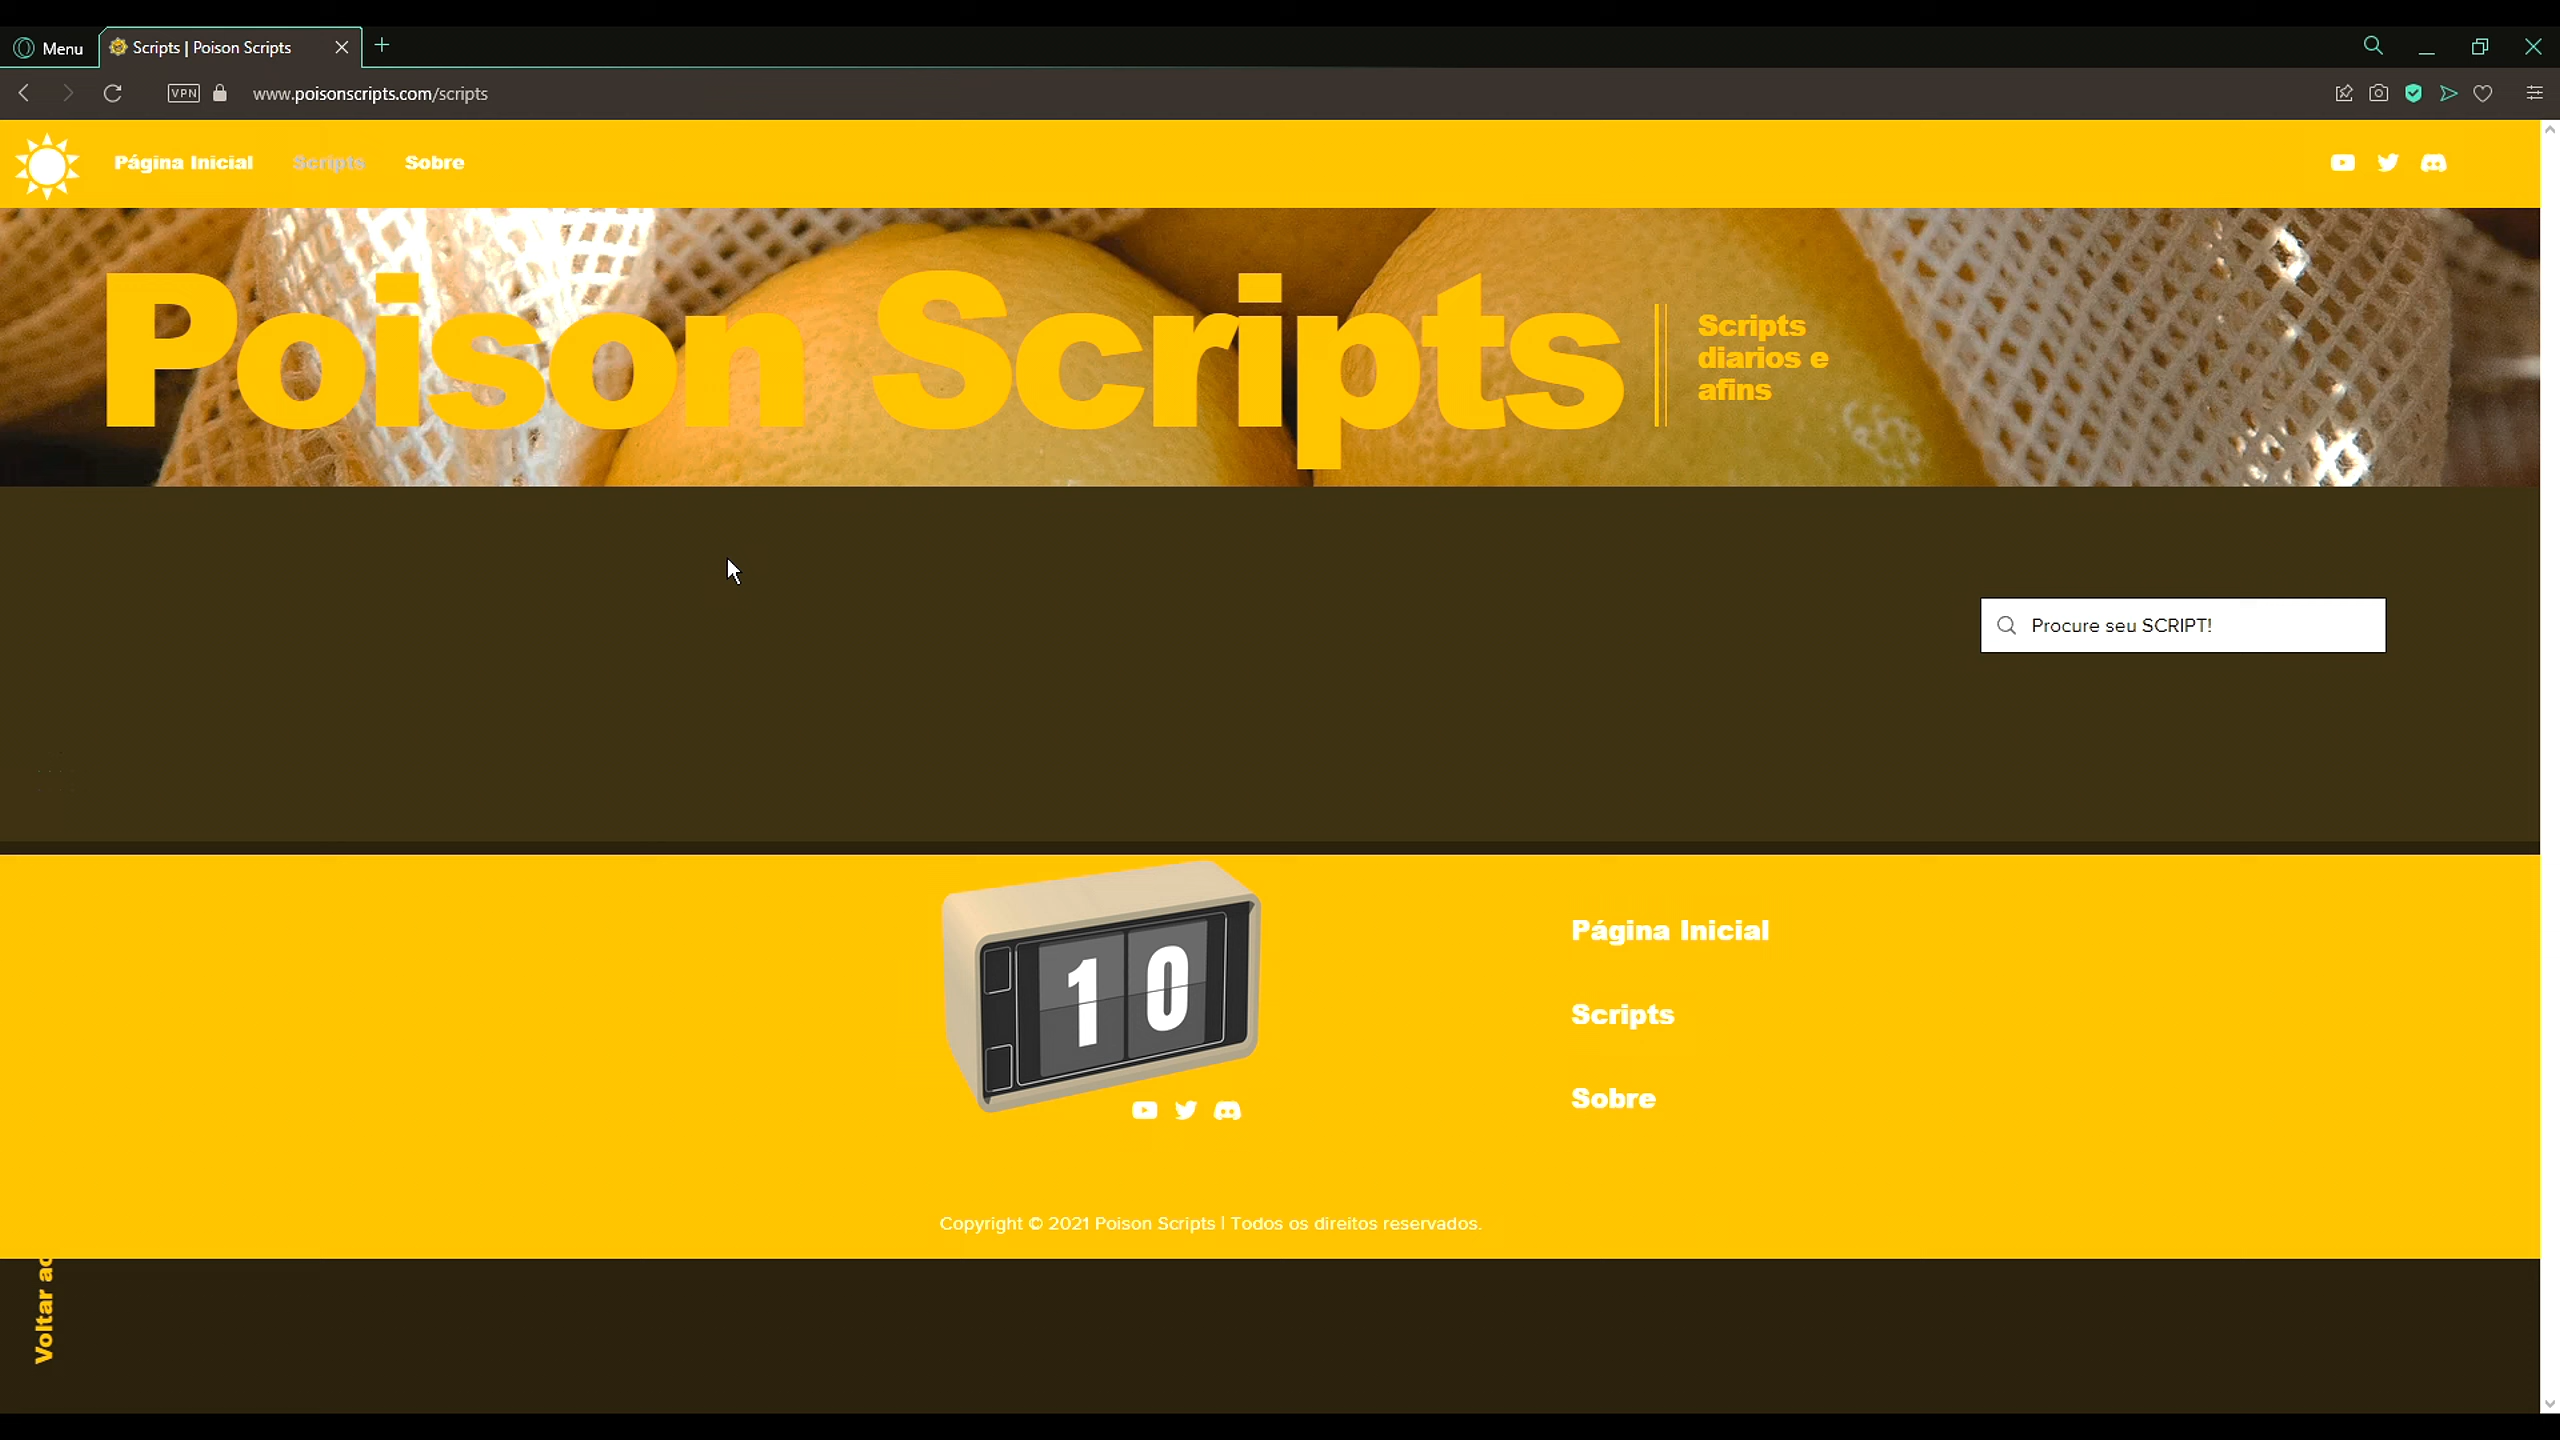 Menu
Scripts | Poison Scripts
VPN
www.poisonscripts.com/scripts
Página Inicial
Scripts
Sobre
Poison Scripts
Scripts
diarios e
afins
Procure seu SCRIPT!
10
Página Inicial
Scripts
Sobre
Copyright © 2021 Poison Scripts | Todos os direitos reservados.
Voltar